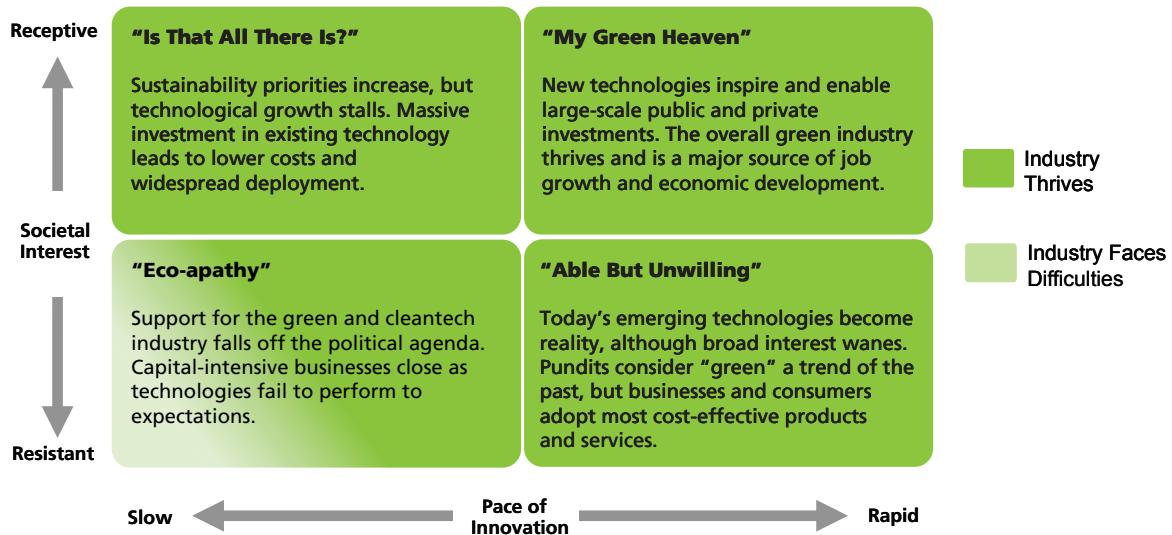 Receptive
Societal
Interest
Resistant
“Is That All There Is?”
Sustainability priorities increase, but
technological growth stalls. Massive
investment in existing technology
leads to lower costs and
widespread deployment.
“My Green Heaven”
New technologies inspire and enable
large-scale public and private
investments. The overall green industry
thrives and is a major source of job
growth and economic development.
“Eco-apathy”
Support for the green and cleantech
industry falls off the political agenda.
Capital-intensive businesses close as
technologies fail to perform to
expectations.
“Able But Unwilling”
Today’s emerging technologies become
reality, although broad interest wanes.
Pundits consider “green” a trend of the
past, but businesses and consumers
adopt most cost-effective products
and services.
Industry
Thrives
Industry Faces
Difficulties
Slow
Pace of
Innovation
Rapid